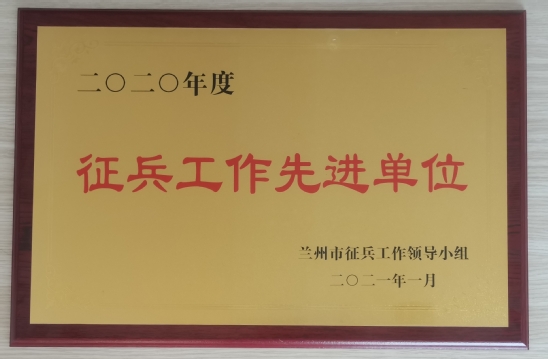 二〇二〇年度
征兵工作先进单位
兰州市征兵工作领导小组
二〇二一年一月